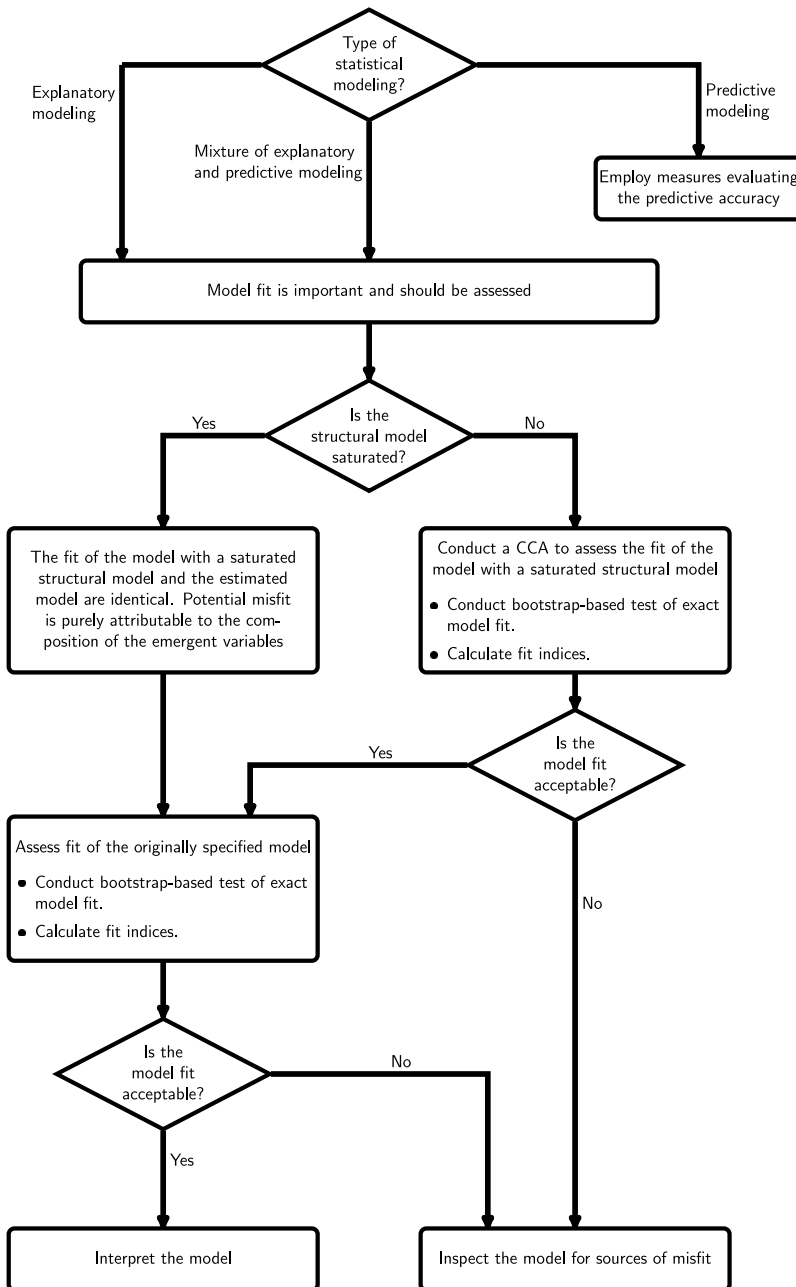 Type of
statistical
modeling?
Explanatory
modeling
Predictive
modeling
Mixture of explanatory
and predictive modeling
Employ measures evaluating
the predictive accuracy
Model fit is important and should be assessed
Is the
structural model
saturated?
Yes
No
The fit of the model with a saturated
structural model and the estimated
model are identical. Potential misfit
is purely attributable to the com-
position of the emergent variables
Conduct a CCA to assess the fit of the
model with a saturated structural model
• Conduct bootstrap-based test of exact
model fit.
• Calculate fit indices.
Is the
model fit
acceptable?
Yes
No
Assess fit of the originally specified model
• Conduct bootstrap-based test of exact
model fit.
• Calculate fit indices.
Is the
model fit
acceptable?
No
Yes
Interpret the model
Inspect the model for sources of misfit